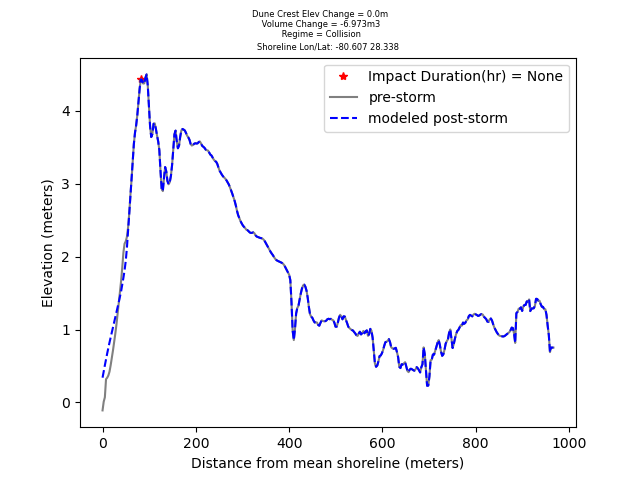 Dune Crest Elev Change = 0.0m
Volume Change = -6.973m3
Regime = Collision
Shoreline Lon/Lat: -80.607 28.338
Impact Duration(hr) = None
pre-storm
modeled post-storm
Elevation (meters)
4
3
2
1
0
0 200 400 600 800 1000
Distance from mean shoreline (meters)